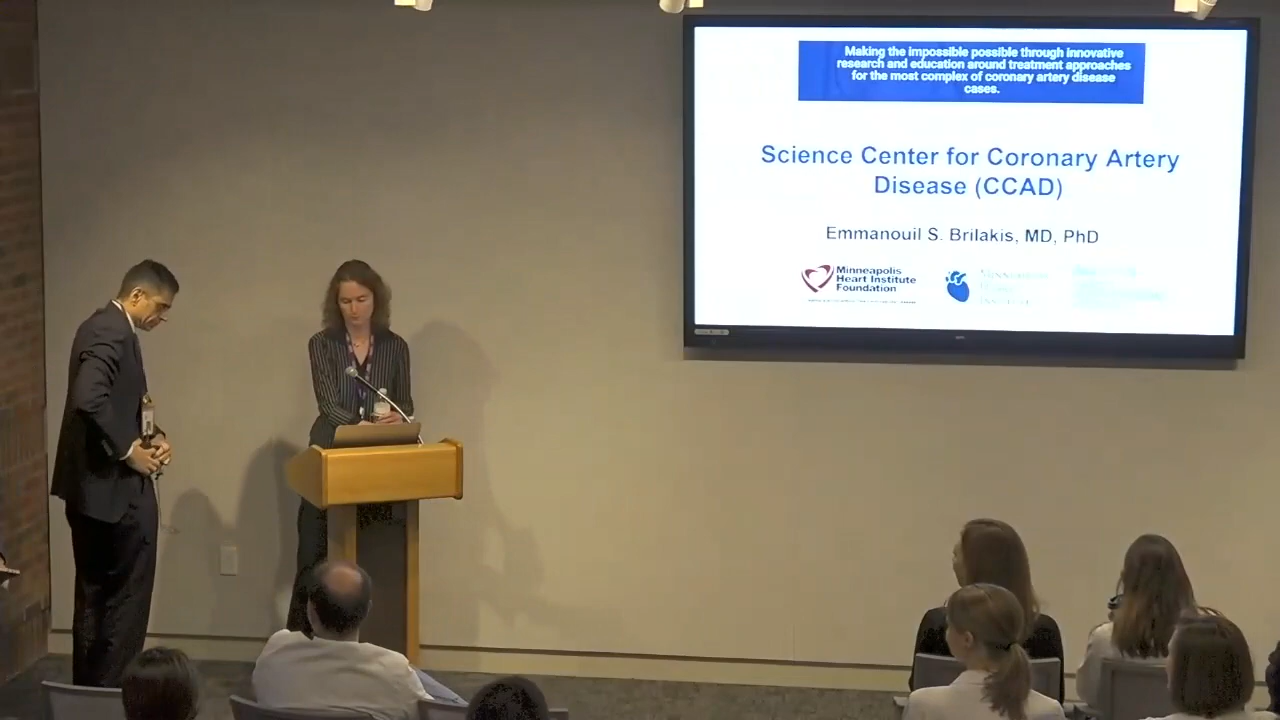 Making the impossible possible through innovative
research and education around treatment approaches
for the most complex of coronary artery disease
cases.
Science Center for Coronary Artery
Disease (CCAD)
Emmanouil S. Brilakis, MD, PhD
Minneapolis
Heart Institute
Foundation